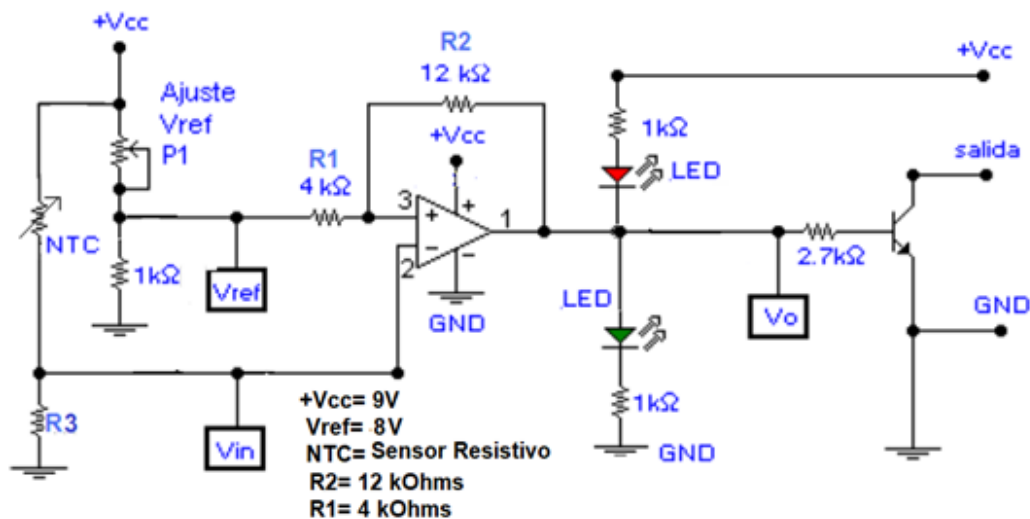 +Vcc
Ajuste
Vref
P1
NTC
1kΩ
Vref
R3
Vin
R1
4 kΩ
R2
12 kΩ
+Vcc
3
+
+
-
2
-
1
GND
+Vcc
1kΩ
LED
LED
1kΩ
GND
Vo
2.7kΩ
salida
GND
+Vcc= 9V
Vref= 8V
NTC= Sensor Resistivo
R2= 12 kOhms
R1= 4 kOhms